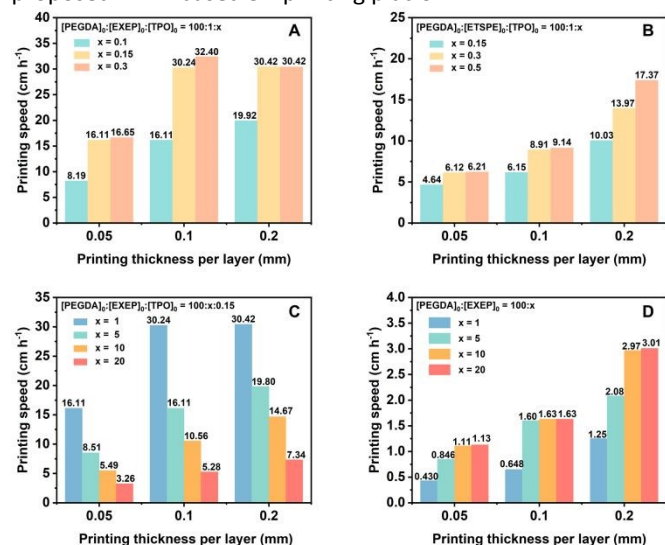 [PEGDA]₀:[EXEP]₀:[TPO]₀ = 100:1:x
A
x = 0.1
x = 0.15
x = 0.3
Printing speed (cm h⁻¹)
35
30
25
20
15
10
5
0
8.19
16.11
16.65
16.11
30.24
32.40
19.92
30.42
30.42
0.05
0.1
0.2
Printing thickness per layer (mm)
[PEGDA]₀:[ETSPE]₀:[TPO]₀ = 100:1:x
B
x = 0.15
x = 0.3
x = 0.5
Printing speed (cm h⁻¹)
25
20
15
10
5
0
4.64
6.12
6.21
6.15
8.91
9.14
10.03
13.97
17.37
0.05
0.1
0.2
Printing thickness per layer (mm)
[PEGDA]₀:[EXEP]₀:[TPO]₀ = 100:x:0.15
C
x = 1
x = 5
x = 10
x = 20
Printing speed (cm h⁻¹)
35
30
25
20
15
10
5
0
16.11
8.51
5.49
3.26
30.24
16.11
10.56
5.28
30.42
19.80
14.67
7.34
0.05
0.1
0.2
Printing thickness per layer (mm)
[PEGDA]₀:[EXEP]₀ = 100:x
D
x = 1
x = 5
x = 10
x = 20
Printing speed (cm h⁻¹)
4.0
3.5
3.0
2.5
2.0
1.5
1.0
0.5
0.0
0.430
0.846
1.11
1.13
0.648
1.60
1.63
1.63
1.25
2.08
2.97
3.01
0.05
0.1
0.2
Printing thickness per layer (mm)